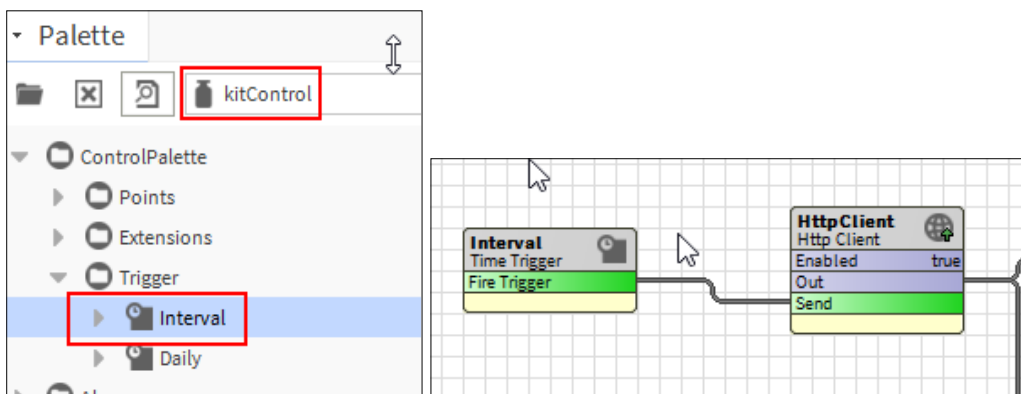 Palette
kitControl
ControlPalette
Points
Extensions
Trigger
Interval
Daily
Interval
Time Trigger
Fire Trigger
HttpClient
Http Client
Enabled true
Out
Send